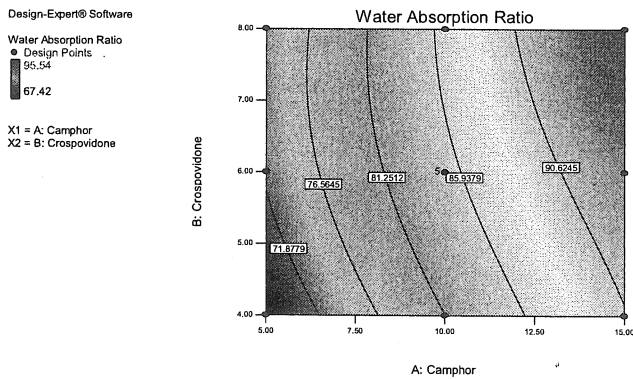 Design-Expert® Software
Water Absorption Ratio
Design Points
95.54
67.42
X1 = A: Camphor
X2 = B: Crospovidone
Water Absorption Ratio
8.00
7.00
6.00
5.00
4.00
B: Crospovidone
71.8779
76.5645
81.2512
5
85.9379
90.6245
5.00
7.50
10.00
12.50
15.00
A: Camphor